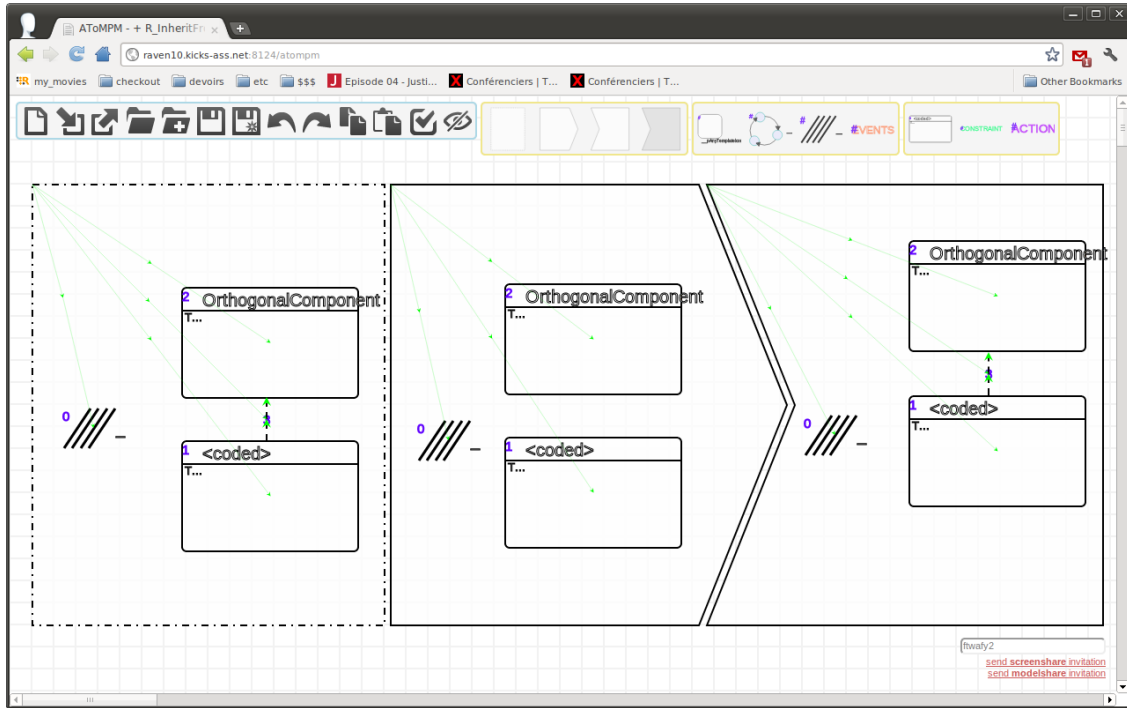 AToMPM - + R_InheritFr
raven10.kicks-ass.net:8124/atompm
my_movies checkout devoirs etc $$$ Episode 04 - Justi... Conférenciers | T... Conférenciers | T... Other Bookmarks
# # # #VENTS CONSTRAINT ACTION
2 OrthogonalComponent
T...
0
3
1 <coded>
T...
2 OrthogonalComponent
T...
0
1 <coded>
T...
2 OrthogonalComponent
T...
0
3
1 <coded>
T...
ftwafy2
send screenshare invitation
send modelshare invitation